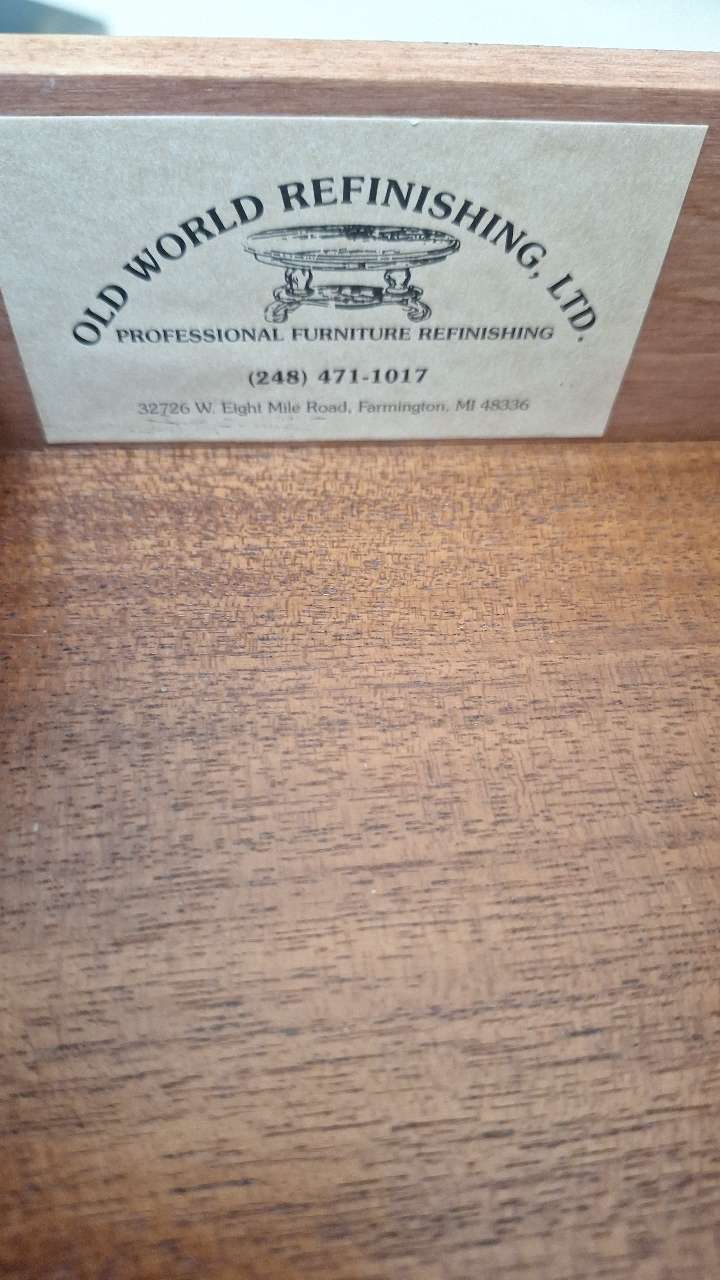 OLD WORLD REFINISHING, LTD.
PROFESSIONAL FURNITURE REFINISHING
(248) 471-1017
32726 W. Eight Mile Road, Farmington, MI 48336